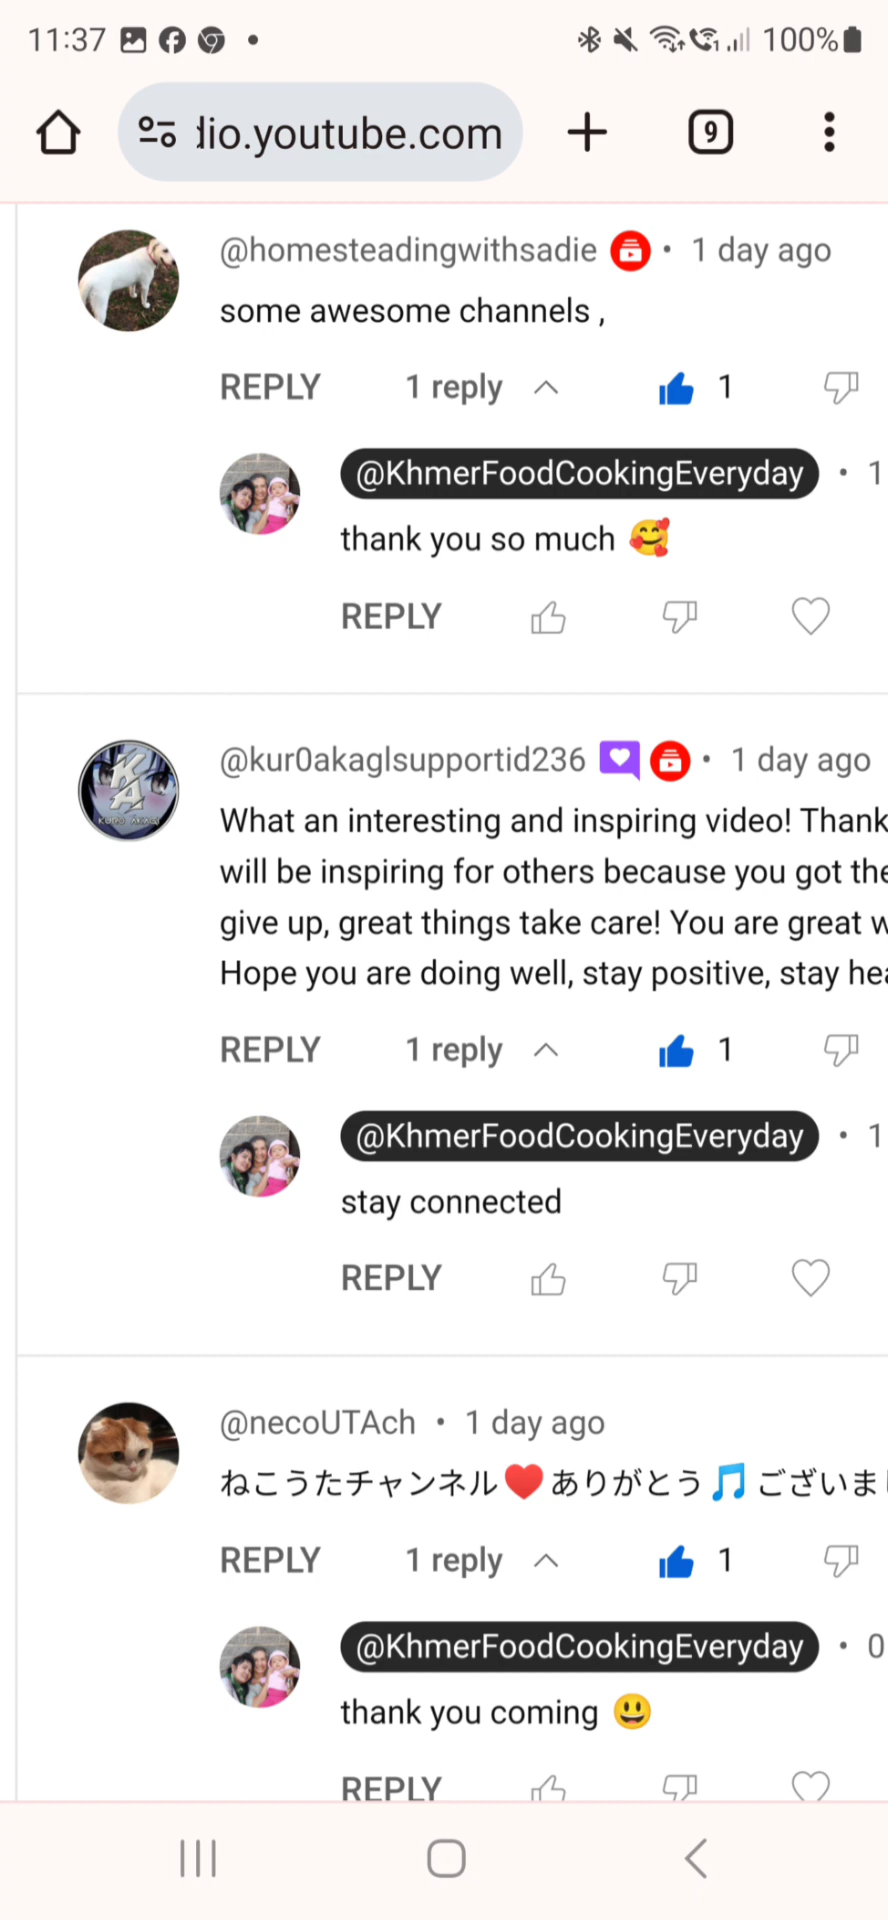 11:37
100%
dio.youtube.com
9
@homesteadingwithsadie • 1 day ago
some awesome channels ,
REPLY 1 reply 1
@KhmerFoodCookingEveryday • 1
thank you so much 🥰
REPLY
@kur0akaglsupportid236 • 1 day ago
What an interesting and inspiring video! Thank
will be inspiring for others because you got the
give up, great things take care! You are great w
Hope you are doing well, stay positive, stay hea
REPLY 1 reply 1
@KhmerFoodCookingEveryday • 1
stay connected
REPLY
@necoUTAch • 1 day ago
ねこうたチャンネル❤️ありがとう🎵ございまし
REPLY 1 reply 1
@KhmerFoodCookingEveryday • 0
thank you coming 😃
REPLY